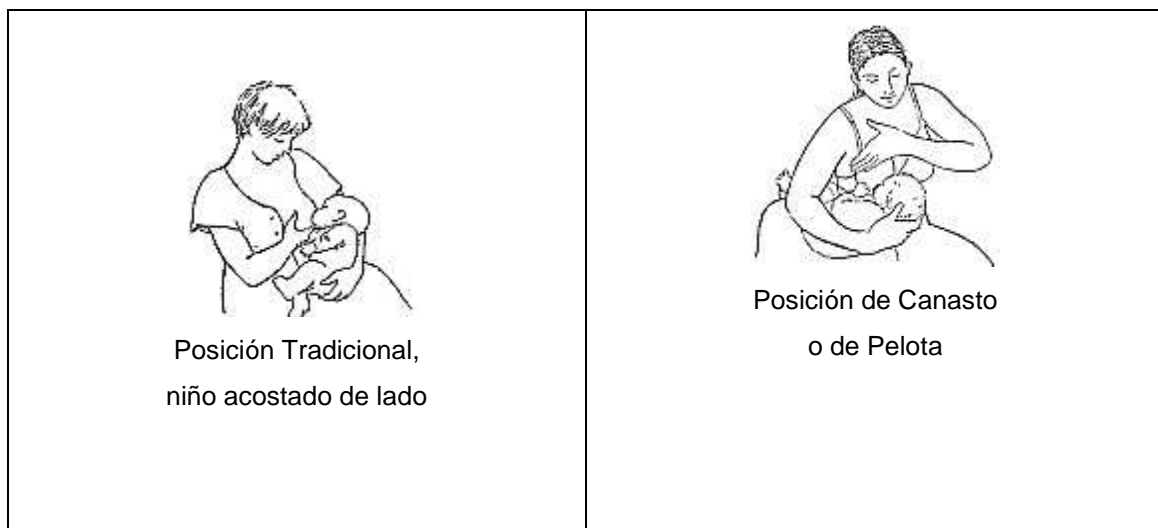 Posición Tradicional,
niño acostado de lado
Posición de Canasto
o de Pelota